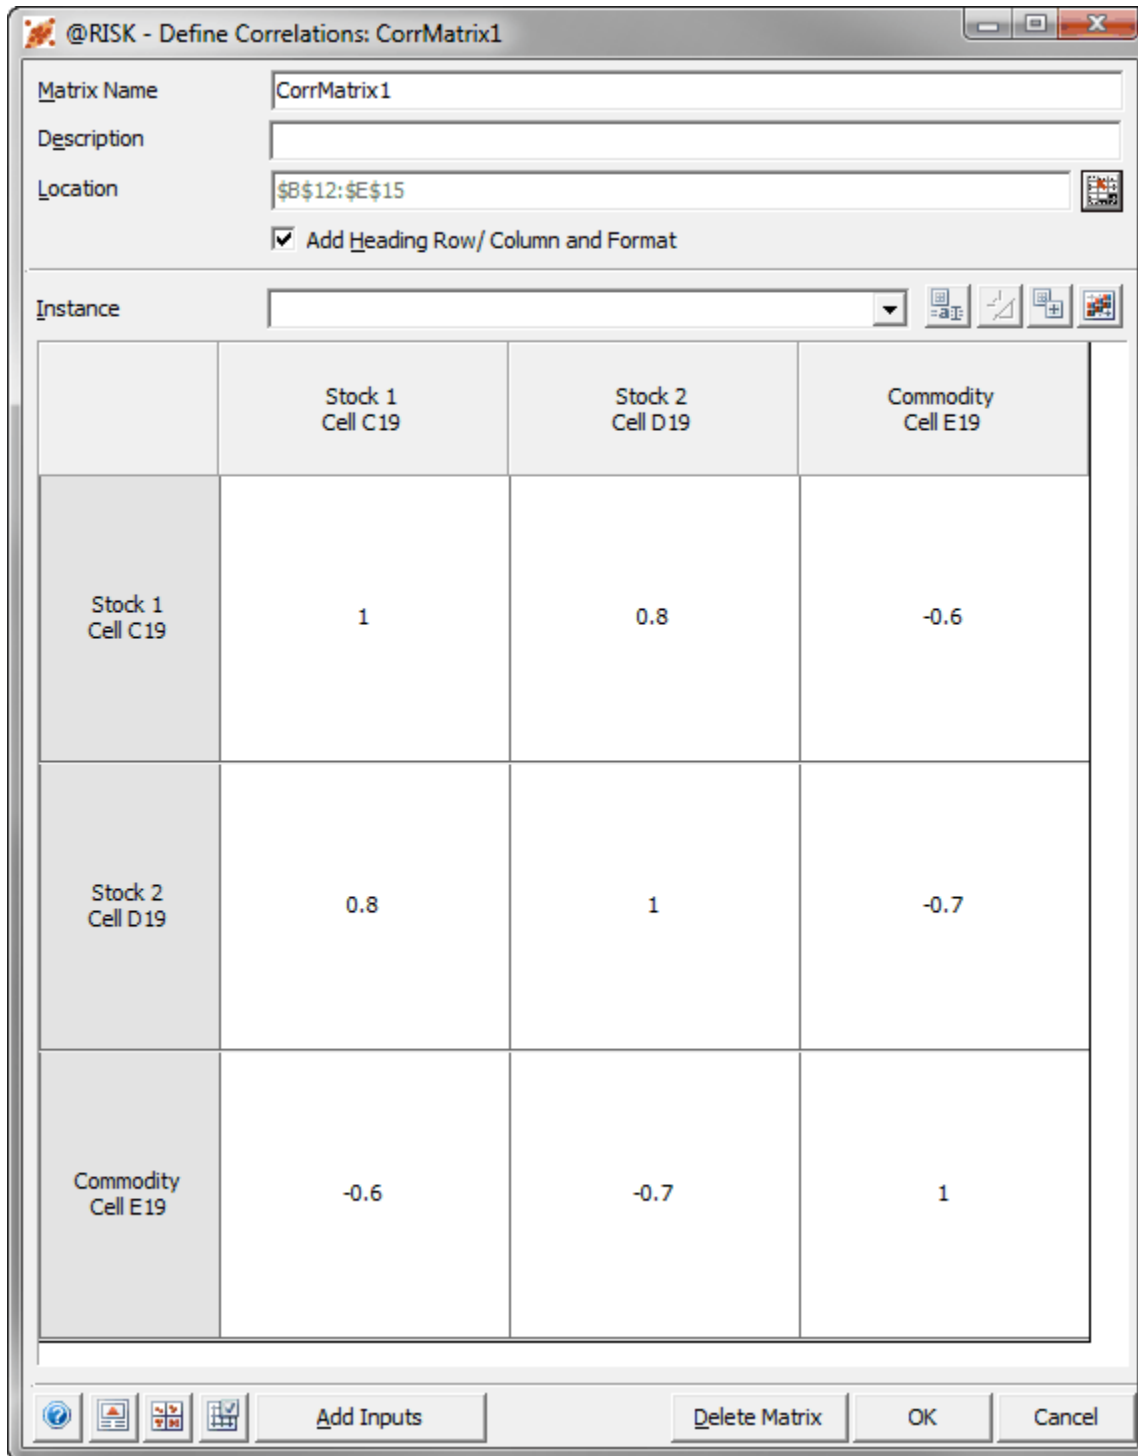 @RISK - Define Correlations: CorrMatrix1
Matrix Name CorrMatrix1
Description
Location $B$12:$E$15
Add Heading Row/ Column and Format
Instance
Stock 1 Stock 2 Commodity
Cell C19 Cell D19 Cell E19
Stock 1
Cell C19
1 0.8 -0.6
Stock 2
Cell D19
0.8 1 -0.7
Commodity
Cell E19
-0.6 -0.7 1
Add Inputs Delete Matrix OK Cancel